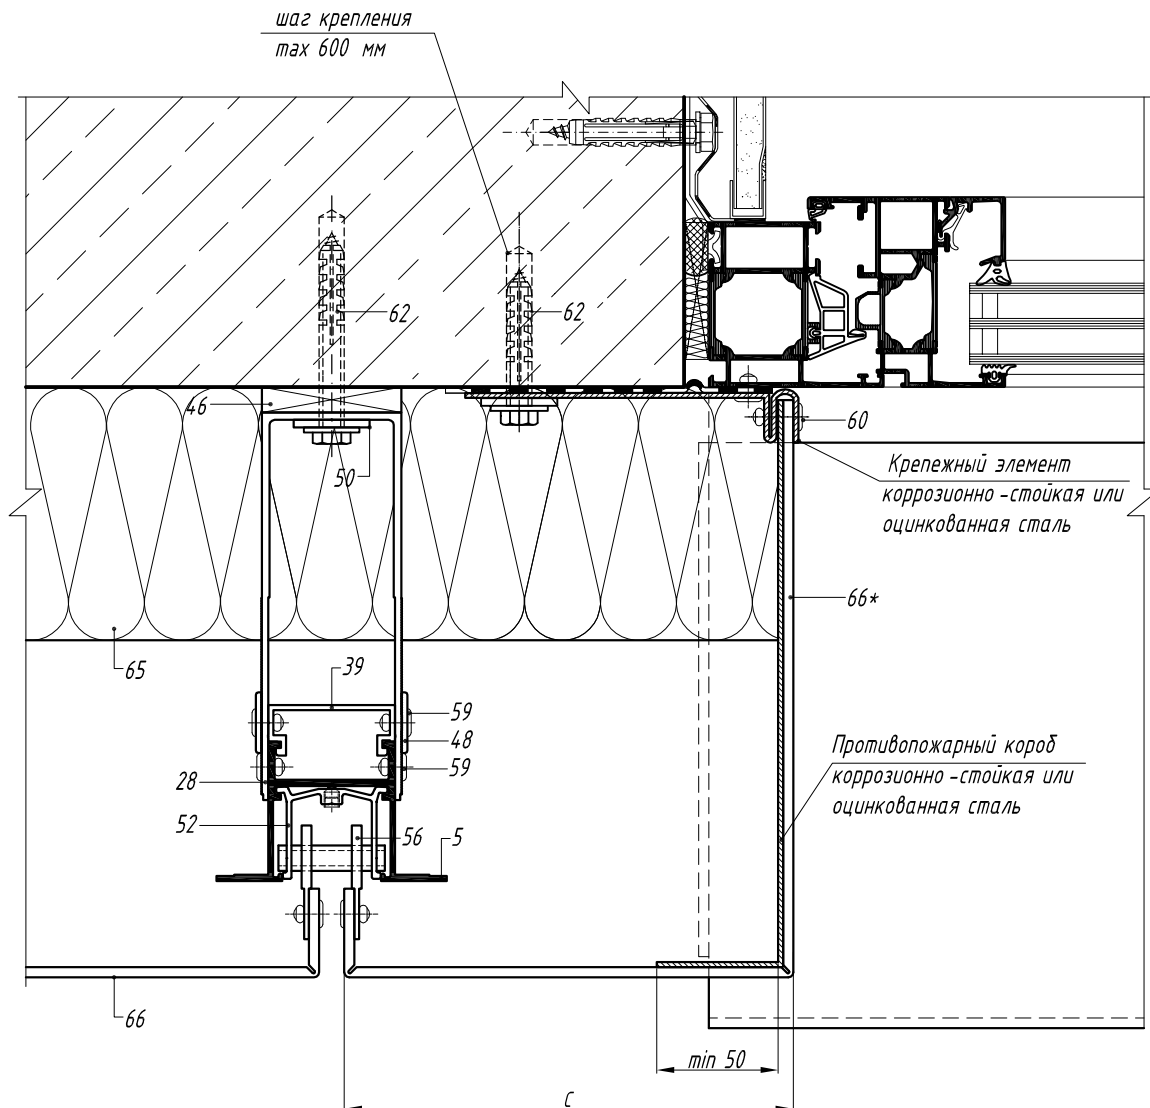 шаг крепления
max 600 мм
62
62
46
60
50
Крепежный элемент
коррозионно-стойкая или
оцинкованная сталь
66*
65
39
59
48
59
28
Противопожарный короб
коррозионно-стойкая или
оцинкованная сталь
52
56
5
66
min 50
C